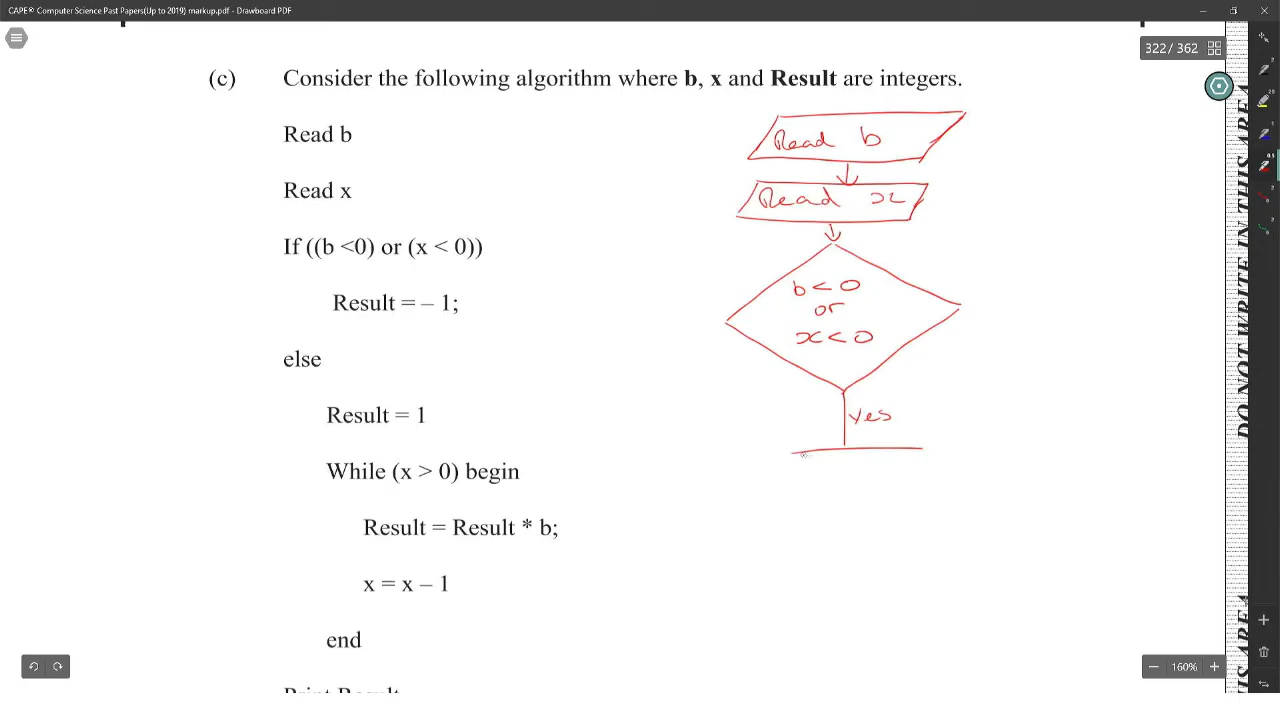 CAPE® Computer Science Past Papers(Up to 2019) markup.pdf - Drawboard PDF
322/ 362
(c) Consider the following algorithm where b, x and Result are integers.
Read b
Read x
If ((b <0) or (x < 0))
Result = – 1;
else
Result = 1
While (x > 0) begin
Result = Result * b;
x = x – 1
end
Print Result
Read b
Read x
b < 0
or
x < 0
yes
DO NOT WRITE IN THIS AREA
160%